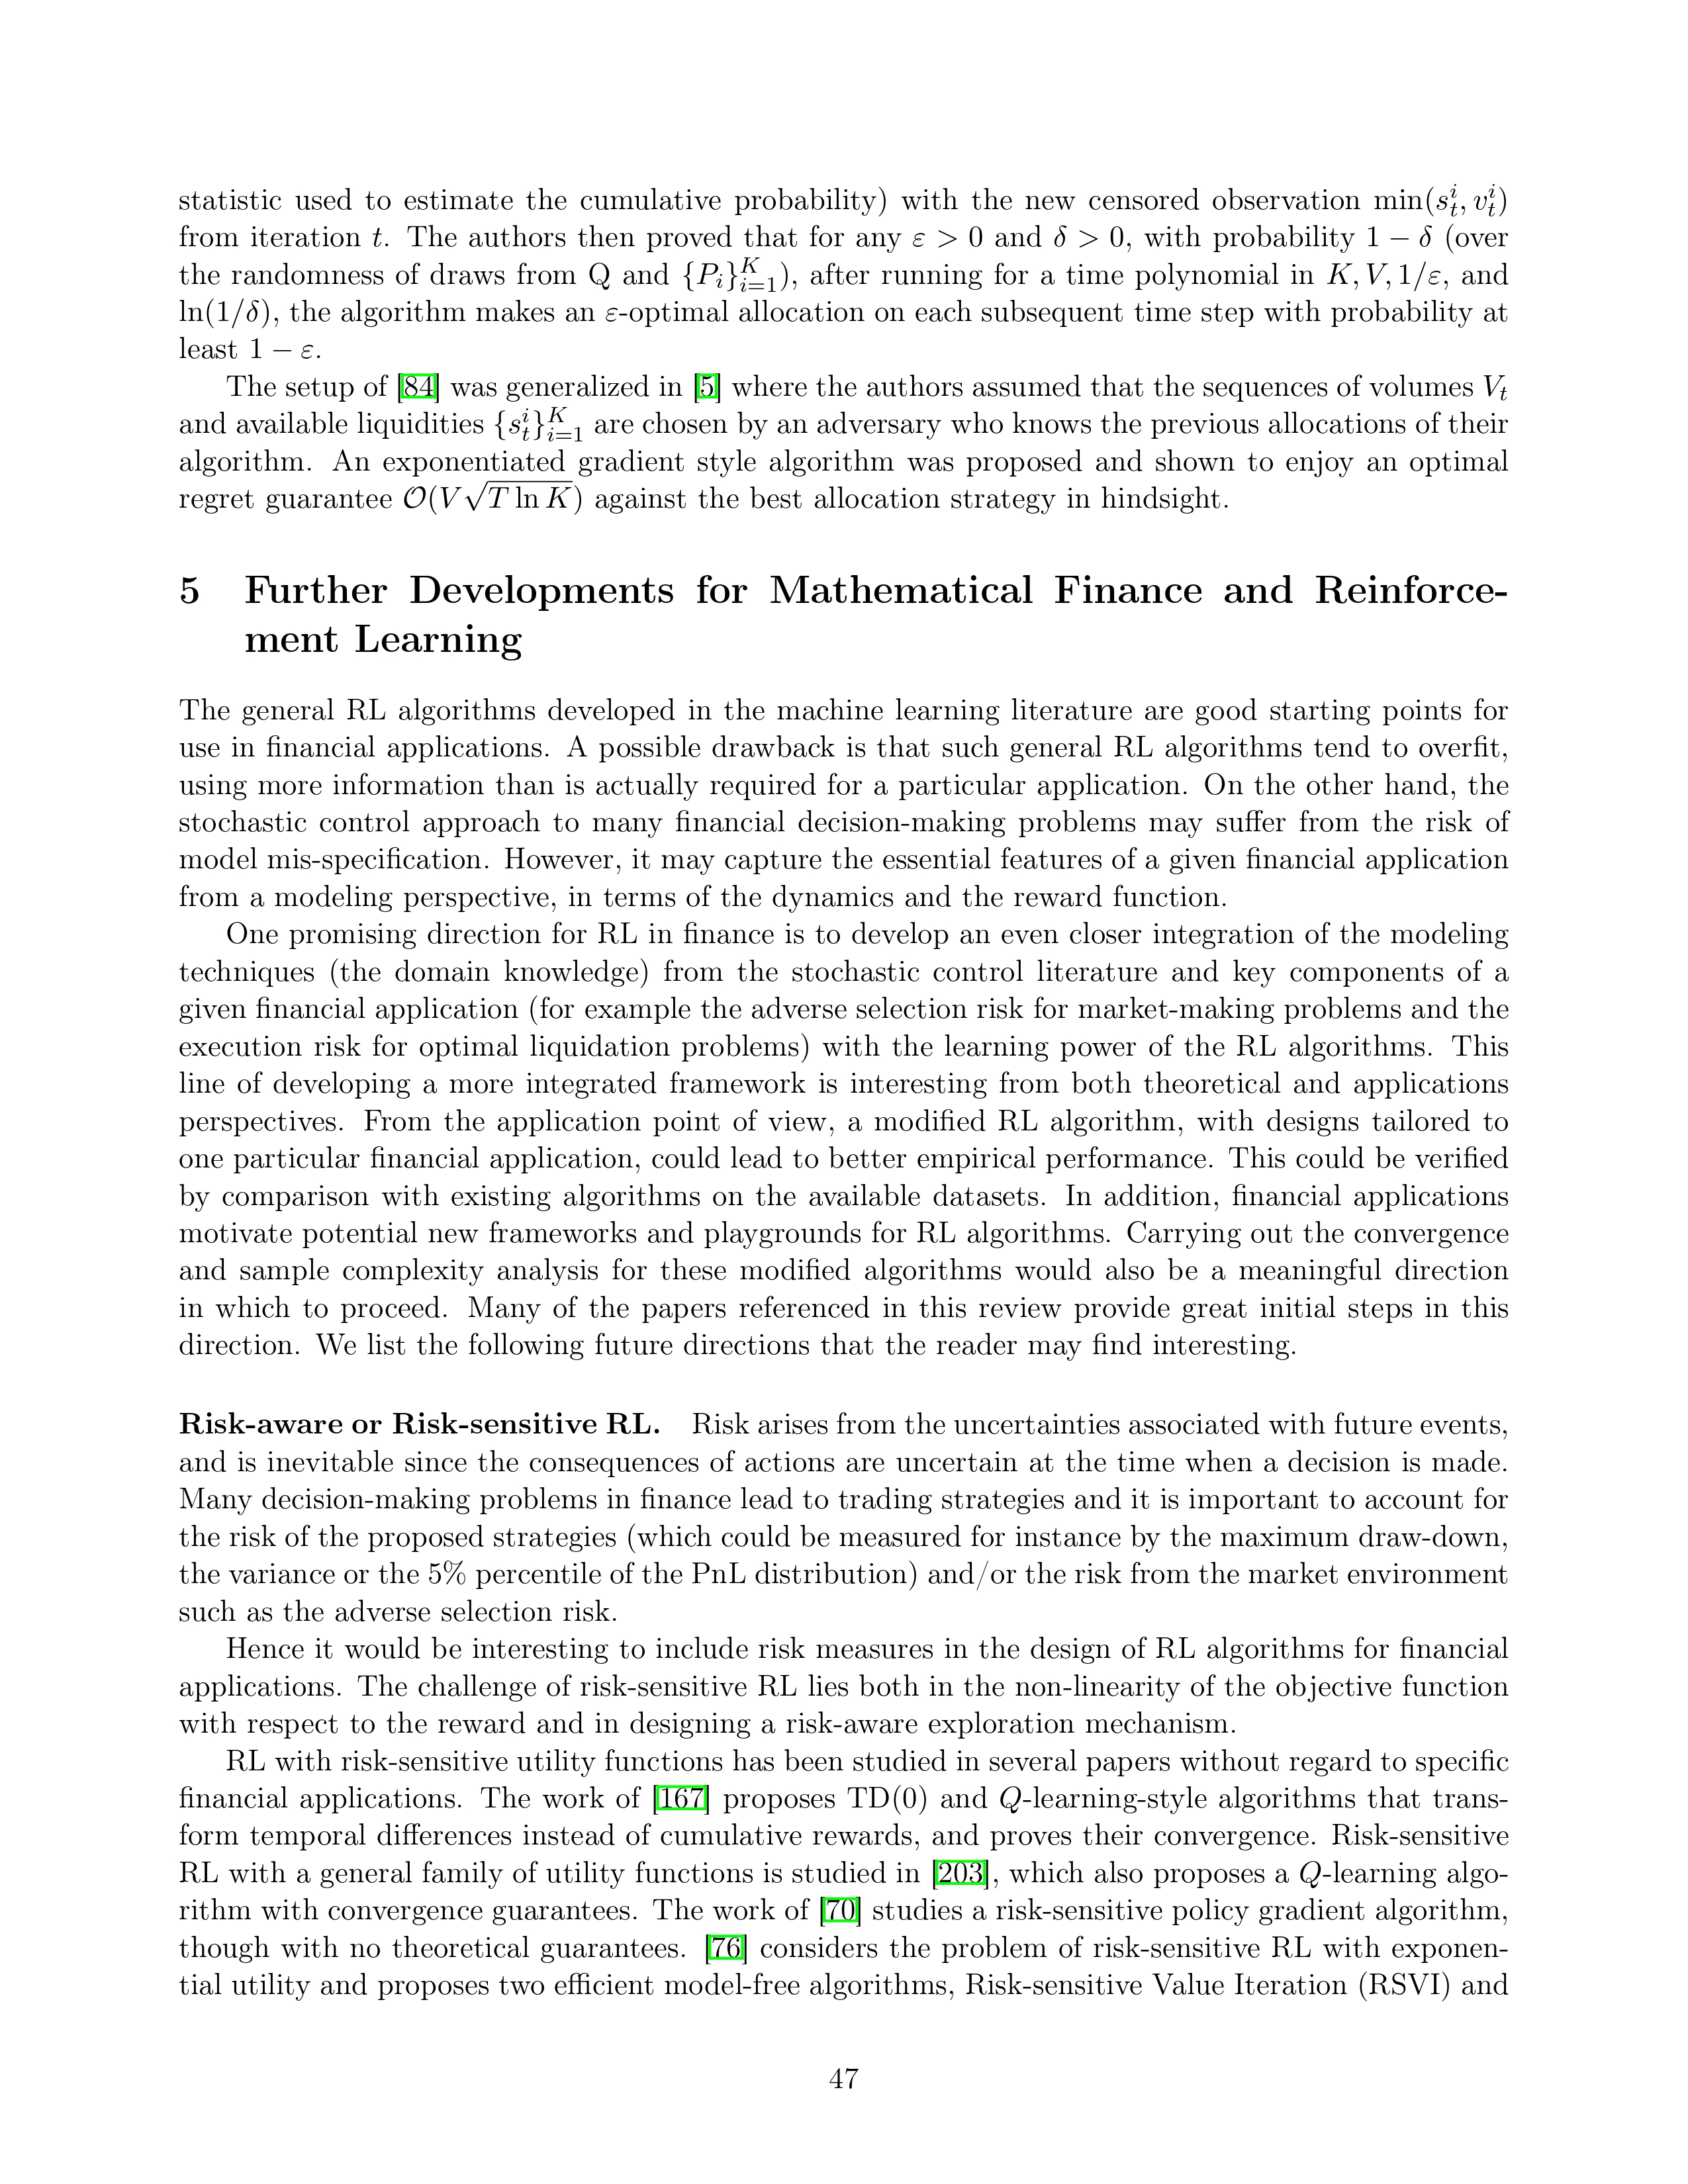 statistic used to estimate the cumulative probability) with the new censored observation min(s_t^i, v_t^i)
from iteration t. The authors then proved that for any ε > 0 and δ > 0, with probability 1 − δ (over
the randomness of draws from Q and {P_i}_{i=1}^K), after running for a time polynomial in K, V, 1/ε, and
ln(1/δ), the algorithm makes an ε-optimal allocation on each subsequent time step with probability at
least 1 − ε.
The setup of [84] was generalized in [5] where the authors assumed that the sequences of volumes V_t
and available liquidities {s_t^i}_{i=1}^K are chosen by an adversary who knows the previous allocations of their
algorithm. An exponentiated gradient style algorithm was proposed and shown to enjoy an optimal
regret guarantee O(V√(T ln K)) against the best allocation strategy in hindsight.
5 Further Developments for Mathematical Finance and Reinforce-
ment Learning
The general RL algorithms developed in the machine learning literature are good starting points for
use in financial applications. A possible drawback is that such general RL algorithms tend to overfit,
using more information than is actually required for a particular application. On the other hand, the
stochastic control approach to many financial decision-making problems may suffer from the risk of
model mis-specification. However, it may capture the essential features of a given financial application
from a modeling perspective, in terms of the dynamics and the reward function.
One promising direction for RL in finance is to develop an even closer integration of the modeling
techniques (the domain knowledge) from the stochastic control literature and key components of a
given financial application (for example the adverse selection risk for market-making problems and the
execution risk for optimal liquidation problems) with the learning power of the RL algorithms. This
line of developing a more integrated framework is interesting from both theoretical and applications
perspectives. From the application point of view, a modified RL algorithm, with designs tailored to
one particular financial application, could lead to better empirical performance. This could be verified
by comparison with existing algorithms on the available datasets. In addition, financial applications
motivate potential new frameworks and playgrounds for RL algorithms. Carrying out the convergence
and sample complexity analysis for these modified algorithms would also be a meaningful direction
in which to proceed. Many of the papers referenced in this review provide great initial steps in this
direction. We list the following future directions that the reader may find interesting.
Risk-aware or Risk-sensitive RL. Risk arises from the uncertainties associated with future events,
and is inevitable since the consequences of actions are uncertain at the time when a decision is made.
Many decision-making problems in finance lead to trading strategies and it is important to account for
the risk of the proposed strategies (which could be measured for instance by the maximum draw-down,
the variance or the 5% percentile of the PnL distribution) and/or the risk from the market environment
such as the adverse selection risk.
Hence it would be interesting to include risk measures in the design of RL algorithms for financial
applications. The challenge of risk-sensitive RL lies both in the non-linearity of the objective function
with respect to the reward and in designing a risk-aware exploration mechanism.
RL with risk-sensitive utility functions has been studied in several papers without regard to specific
financial applications. The work of [167] proposes TD(0) and Q-learning-style algorithms that trans-
form temporal differences instead of cumulative rewards, and proves their convergence. Risk-sensitive
RL with a general family of utility functions is studied in [203], which also proposes a Q-learning algo-
rithm with convergence guarantees. The work of [70] studies a risk-sensitive policy gradient algorithm,
though with no theoretical guarantees. [76] considers the problem of risk-sensitive RL with exponen-
tial utility and proposes two efficient model-free algorithms, Risk-sensitive Value Iteration (RSVI) and
47